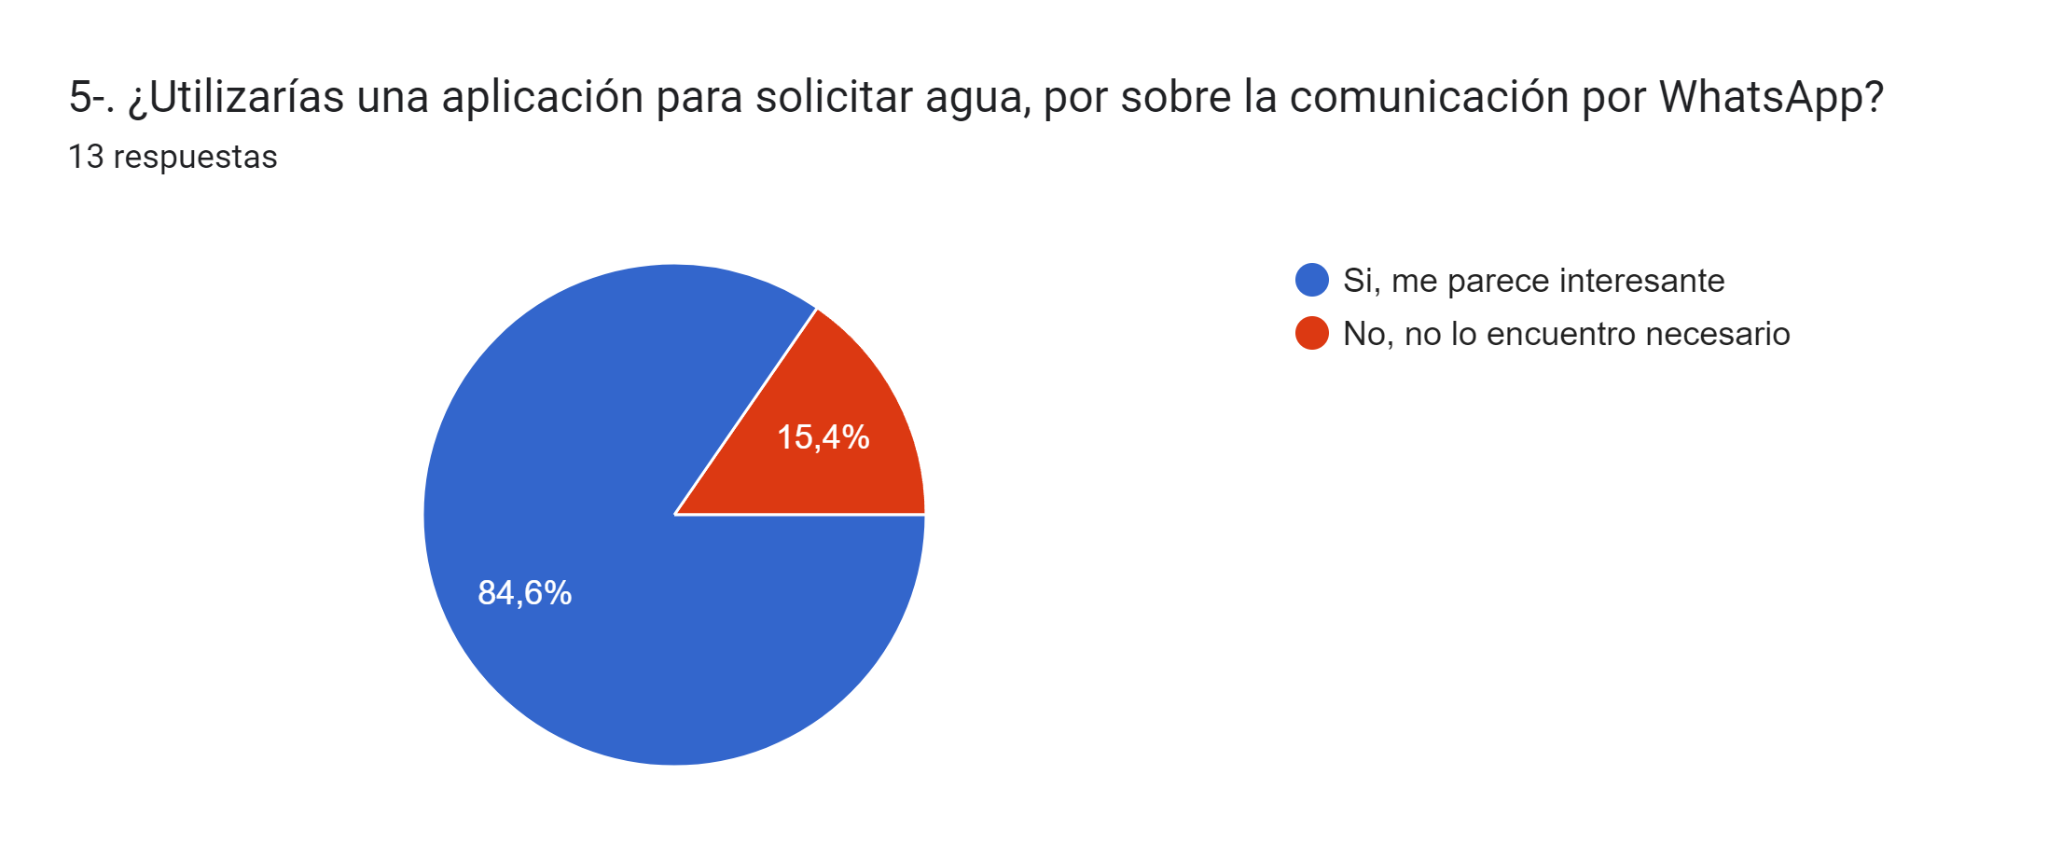 5-. ¿Utilizarías una aplicación para solicitar agua, por sobre la comunicación por WhatsApp?
13 respuestas
Si, me parece interesante
No, no lo encuentro necesario
15,4%
84,6%